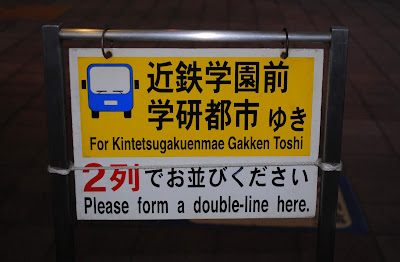 近鉄学園前
学研都市 ゆき
For Kintetsugakuenmae Gakken Toshi
2列でお並びください
Please form a double-line here.